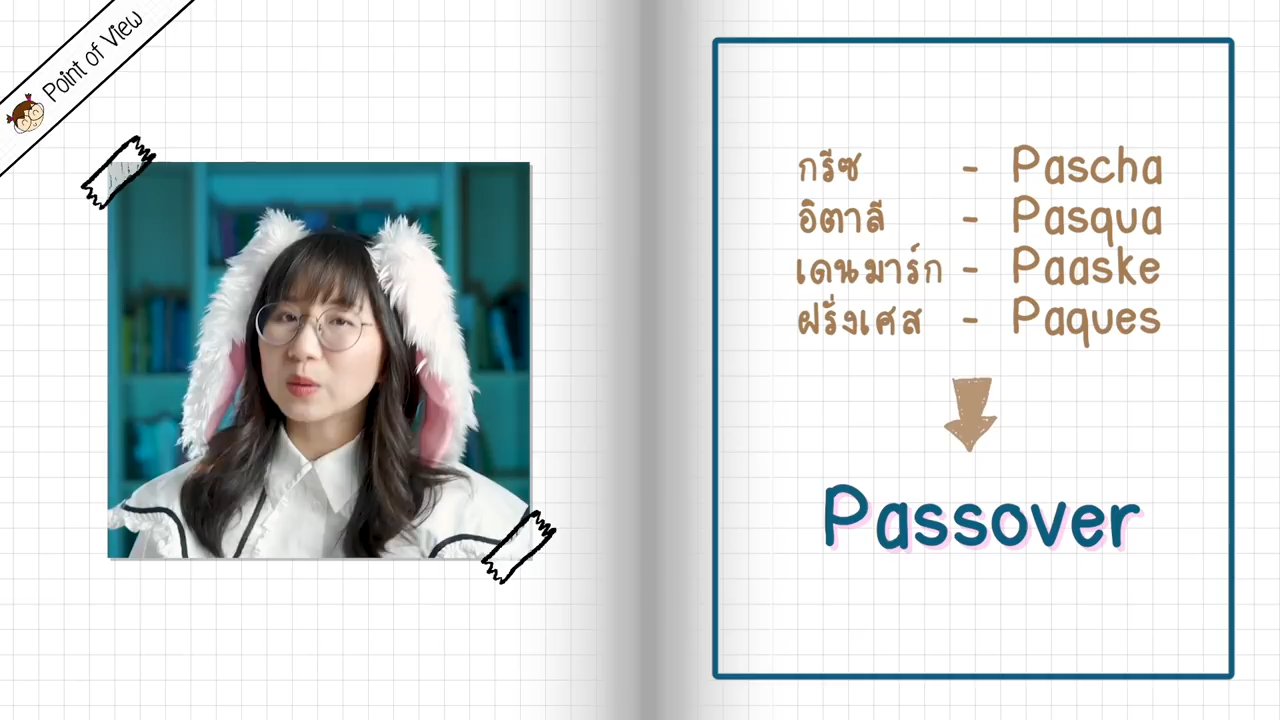 Point of View
กรีซ - Pascha
อิตาลี - Pasqua
เดนมาร์ก - Paaske
ฝรั่งเศส - Paques
Passover